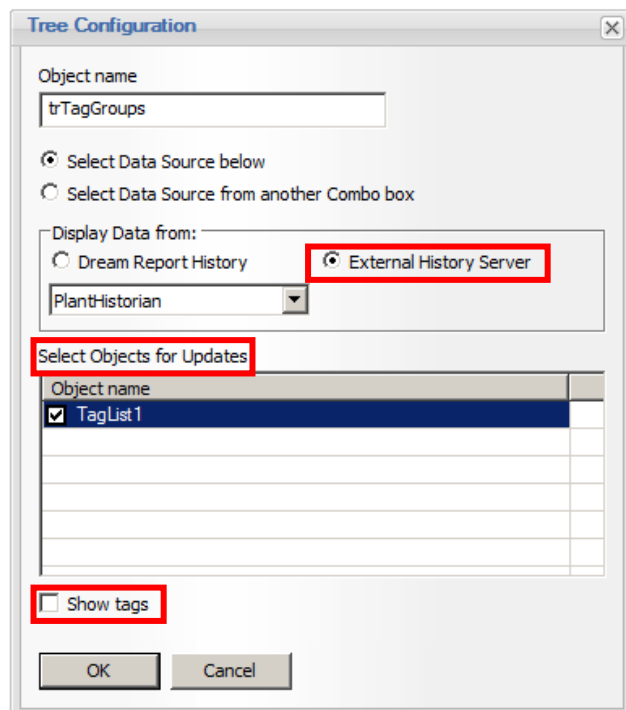 Tree Configuration
Object name
trTagGroups
Select Data Source below
Select Data Source from another Combo box
Display Data from:
Dream Report History External History Server
PlantHistorian
Select Objects for Updates
Object name
TagList1
Show tags
OK Cancel